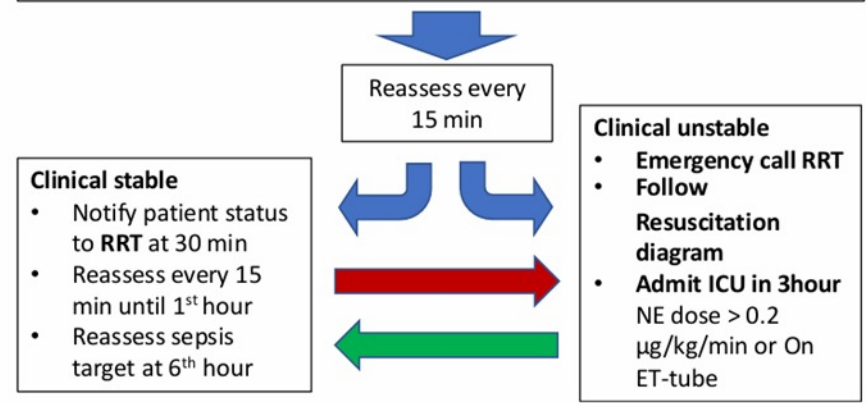 Reassess every
15 min
Clinical stable
• Notify patient status
to RRT at 30 min
• Reassess every 15
min until 1st hour
• Reassess sepsis
target at 6th hour
Clinical unstable
• Emergency call RRT
• Follow
Resuscitation
diagram
• Admit ICU in 3hour
NE dose > 0.2
µg/kg/min or On
ET-tube